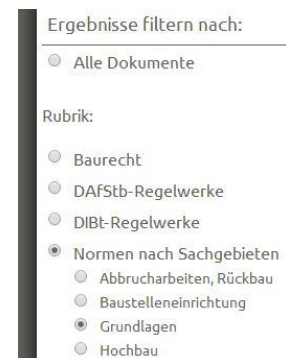 Ergebnisse filtern nach:
Alle Dokumente
Rubrik:
Baurecht
DAfStb-Regelwerke
DIBt-Regelwerke
Normen nach Sachgebieten
Abbrucharbeiten, Rückbau
Baustelleneinrichtung
Grundlagen
Hochbau